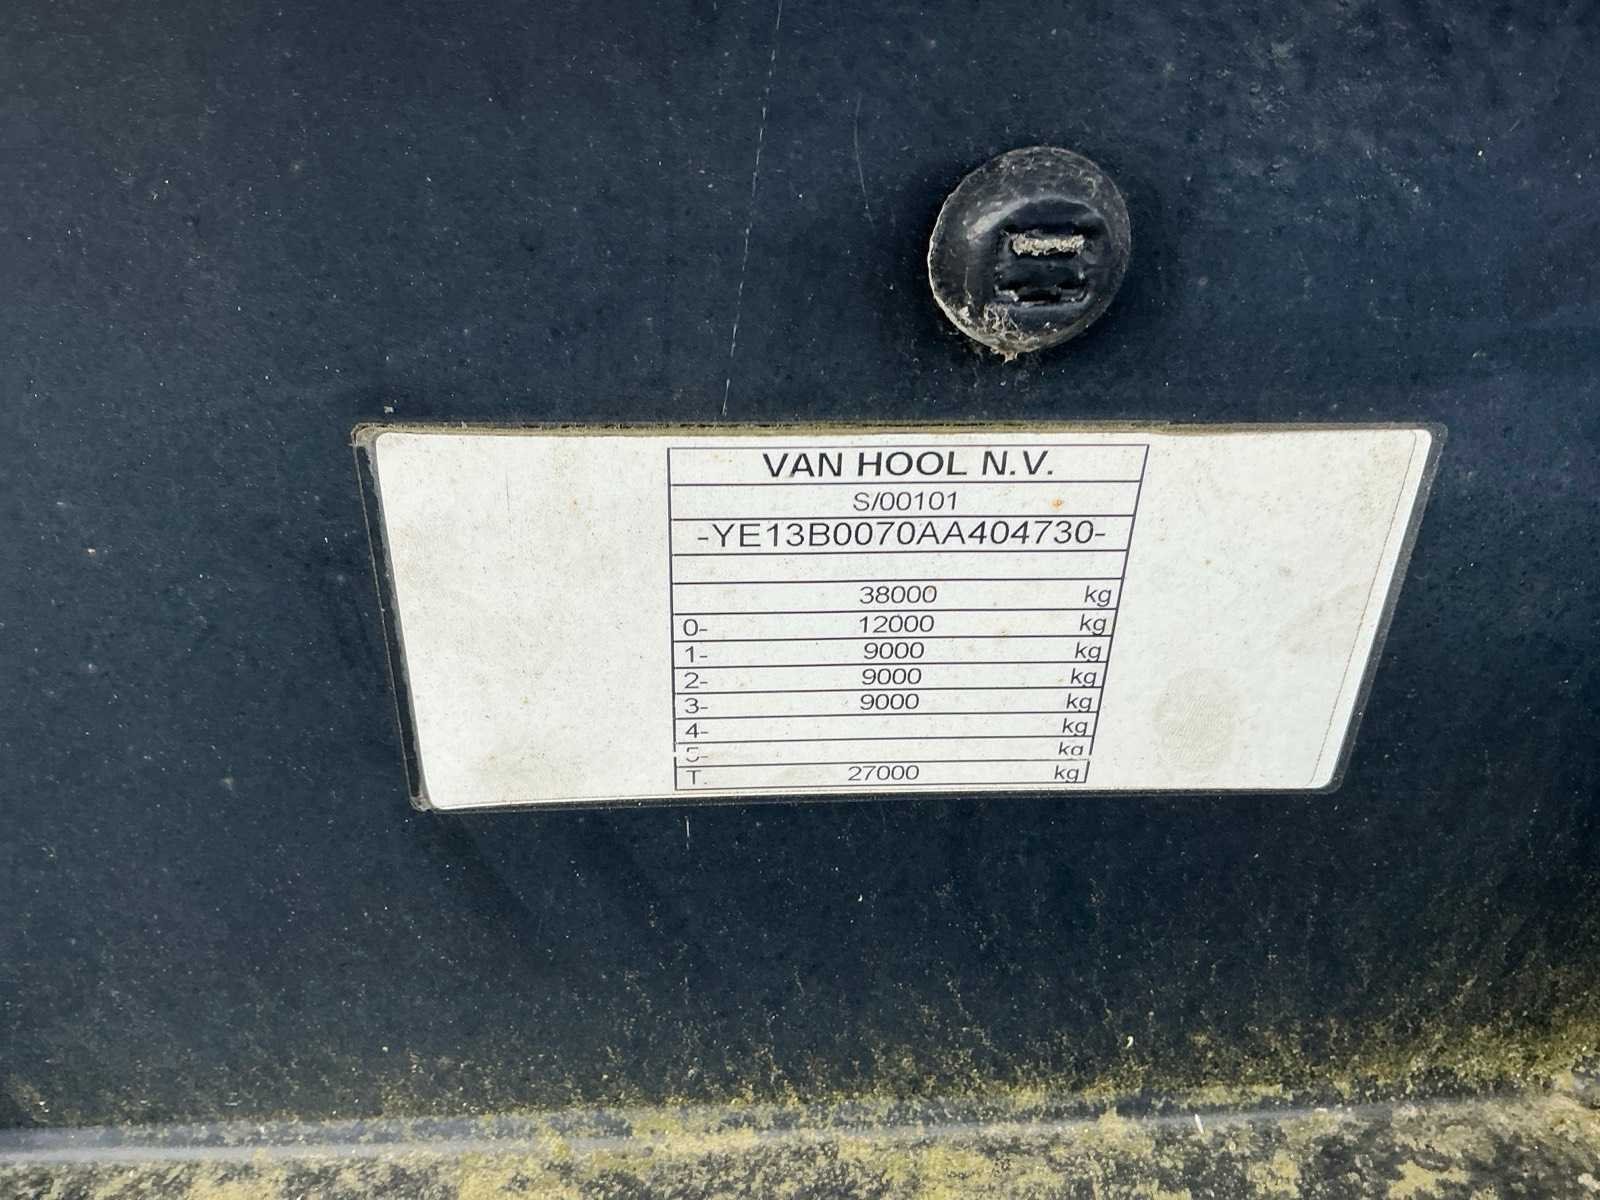 VAN HOOL N.V.
S/00101
-YE13B0070AA404730-
38000 kg
0- 12000 kg
1- 9000 kg
2- 9000 kg
3- 9000 kg
4- kg
5- kg
T. 27000 kg